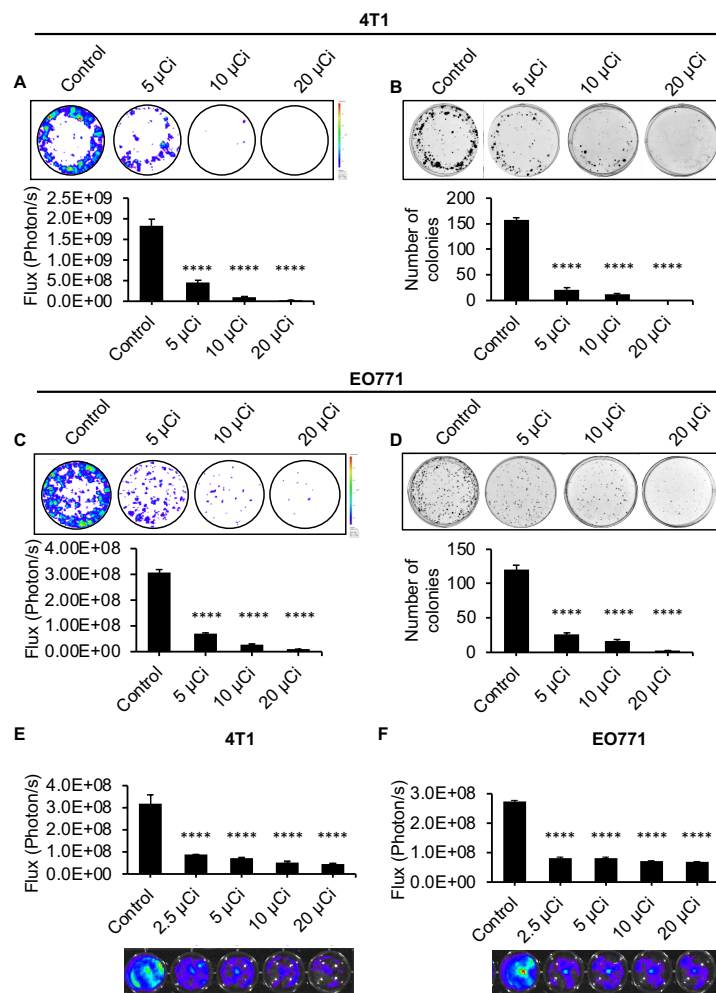 4T1
A
Control
5 µCi
10 µCi
20 µCi
B
Control
5 µCi
10 µCi
20 µCi
Flux (Photon/s)
2.5E+09
2.0E+09
1.5E+09
1.0E+09
5.0E+08
0.0E+00
**** **** ****
Control
5 µCi
10 µCi
20 µCi
Number of
colonies
200
150
100
50
0
**** **** ****
Control
5 µCi
10 µCi
20 µCi
EO771
C
Control
5 µCi
10 µCi
20 µCi
D
Control
5 µCi
10 µCi
20 µCi
Flux (Photon/s)
4.00E+08
3.00E+08
2.00E+08
1.00E+08
0.00E+00
**** **** ****
Control
5 µCi
10 µCi
20 µCi
Number of
colonies
150
100
50
0
**** **** ****
Control
5 µCi
10 µCi
20 µCi
E
4T1
Flux (Photon/s)
4.0E+08
3.0E+08
2.0E+08
1.0E+08
0.0E+00
**** **** **** ****
Control
2.5 µCi
5 µCi
10 µCi
20 µCi
F
EO771
Flux (Photon/s)
3.0E+08
2.0E+08
1.0E+08
0.0E+00
**** **** **** ****
Control
2.5 µCi
5 µCi
10 µCi
20 µCi